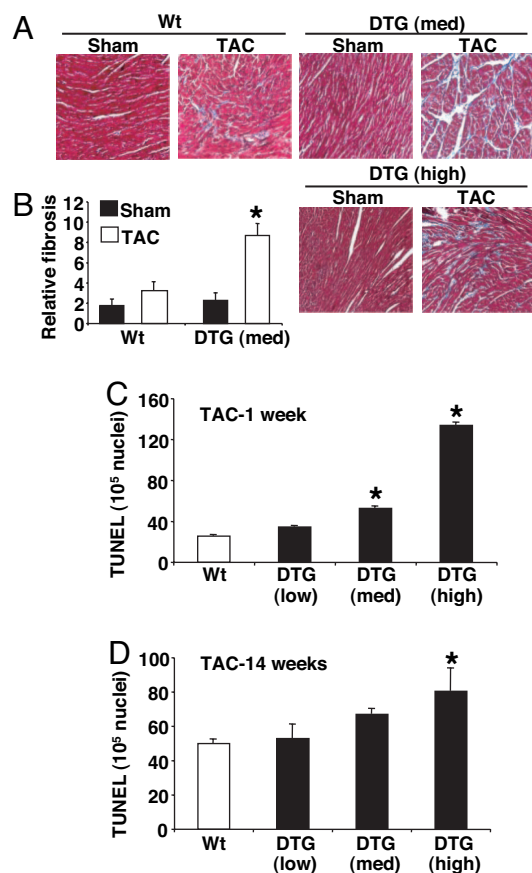 A
Wt
DTG (med)
Sham
TAC
Sham
TAC
DTG (high)
Sham
TAC
B
Relative fibrosis
12
10
8
6
4
2
0
Sham
TAC
*
Wt
DTG (med)
C
TUNEL (10⁵ nuclei)
160
120
80
40
0
TAC-1 week
*
*
Wt
DTG (low)
DTG (med)
DTG (high)
D
TUNEL (10⁵ nuclei)
100
80
60
40
20
0
TAC-14 weeks
*
Wt
DTG (low)
DTG (med)
DTG (high)